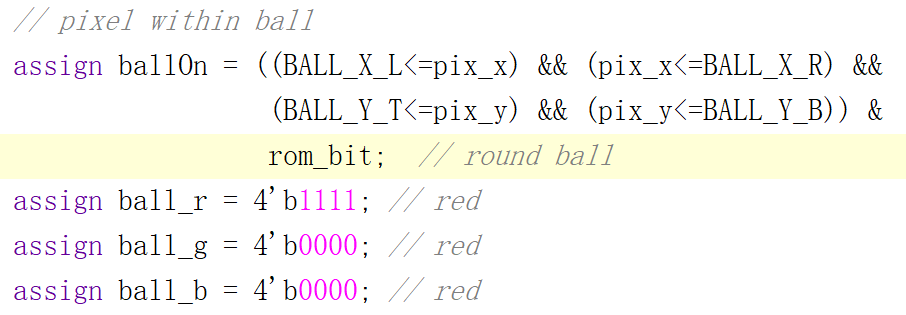 // pixel within ball
assign ballOn = ((BALL_X_L<=pix_x) && (pix_x<=BALL_X_R) &&
(BALL_Y_T<=pix_y) && (pix_y<=BALL_Y_B)) &
rom_bit;  // round ball
assign ball_r = 4'b1111; // red
assign ball_g = 4'b0000; // red
assign ball_b = 4'b0000; // red